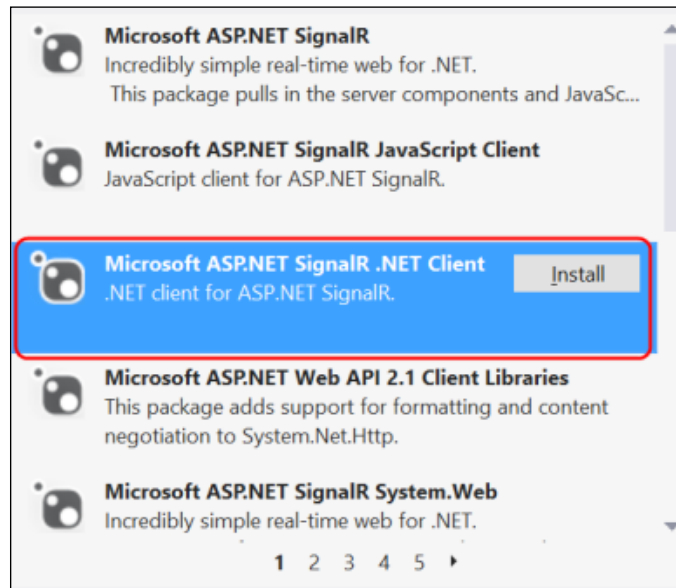 Microsoft ASP.NET SignalR
Incredibly simple real-time web for .NET.
This package pulls in the server components and JavaSc...
Microsoft ASP.NET SignalR JavaScript Client
JavaScript client for ASP.NET SignalR.
Microsoft ASP.NET SignalR .NET Client
Install
.NET client for ASP.NET SignalR.
Microsoft ASP.NET Web API 2.1 Client Libraries
This package adds support for formatting and content
negotiation to System.Net.Http.
Microsoft ASP.NET SignalR System.Web
Incredibly simple real-time web for .NET.
1 2 3 4 5